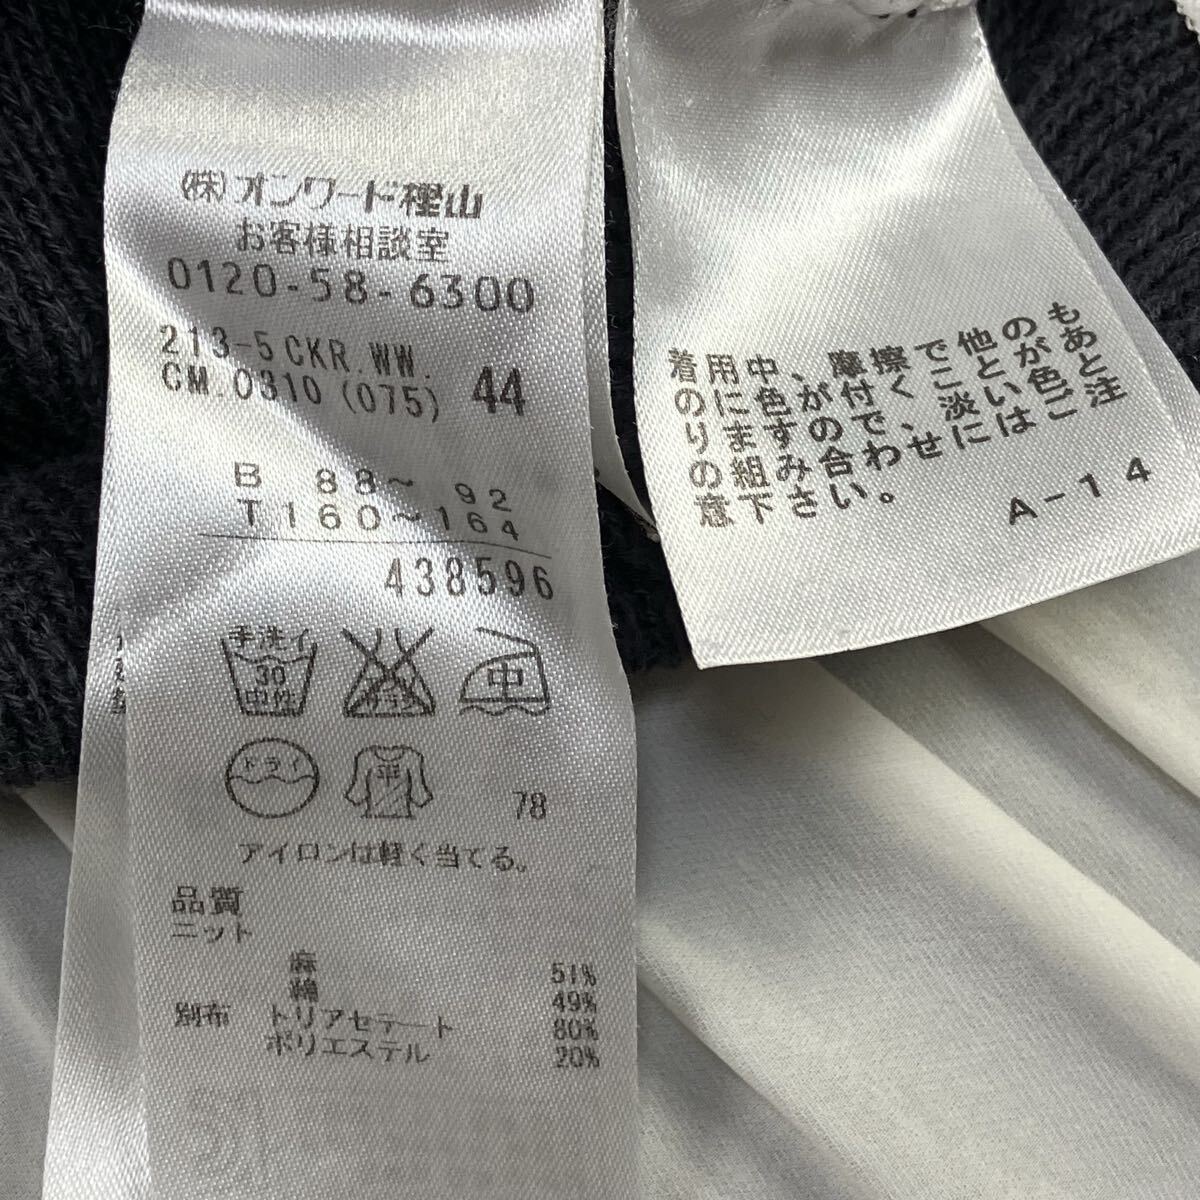 (株)オンワード樫山
お客様相談室
0120-58-6300
213-5CKR.WW.
CM.0310 (075) 44
B 88～ 92
T160～164
438596
手洗イ
30
中性
エンソサラシ
中
ドライ
平
78
アイロンは軽く当てる。
品質
ニット
麻 51%
綿 49%
別布 トリアセテート 80%
ポリエステル 20%
着用中、摩擦で他のも
のに色が付くことがあ
りますので、淡い色と
の組み合わせにはご注
意下さい。
A-14